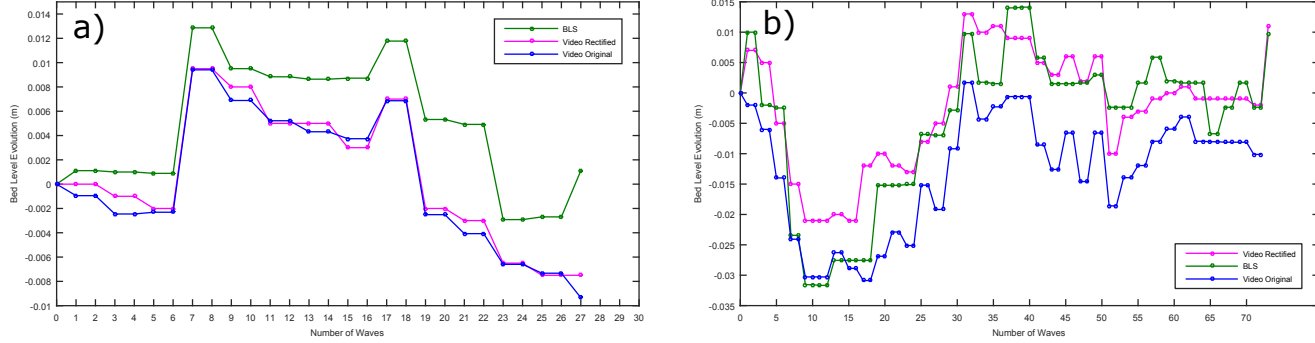 a)
BLS
Video Rectified
Video Original
0.014
0.012
0.01
0.008
0.006
0.004
0.002
0
-0.002
-0.004
-0.006
-0.008
-0.01
Bed Level Evolution (m)
0 1 2 3 4 5 6 7 8 9 10 11 12 13 14 15 16 17 18 19 20 21 22 23 24 25 26 27 28 29 30
Number of Waves
b)
0.015
0.01
0.005
0
-0.005
-0.01
-0.015
-0.02
-0.025
-0.03
-0.035
Bed Level Evolution (m)
Video Rectified
BLS
Video Original
0 5 10 15 20 25 30 35 40 45 50 55 60 65 70
Number of Waves